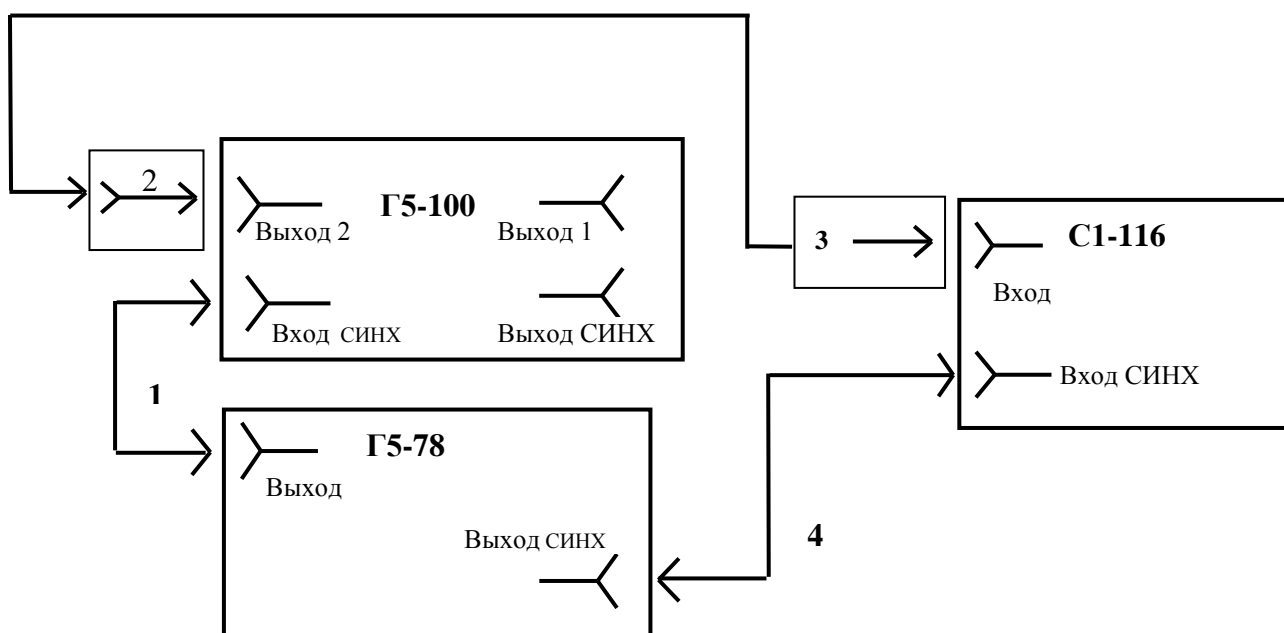 2
Г5-100
Выход 2
Выход 1
Вход СИНХ
Выход СИНХ
3
С1-116
Вход
Вход СИНХ
1
Г5-78
Выход
Выход СИНХ
4